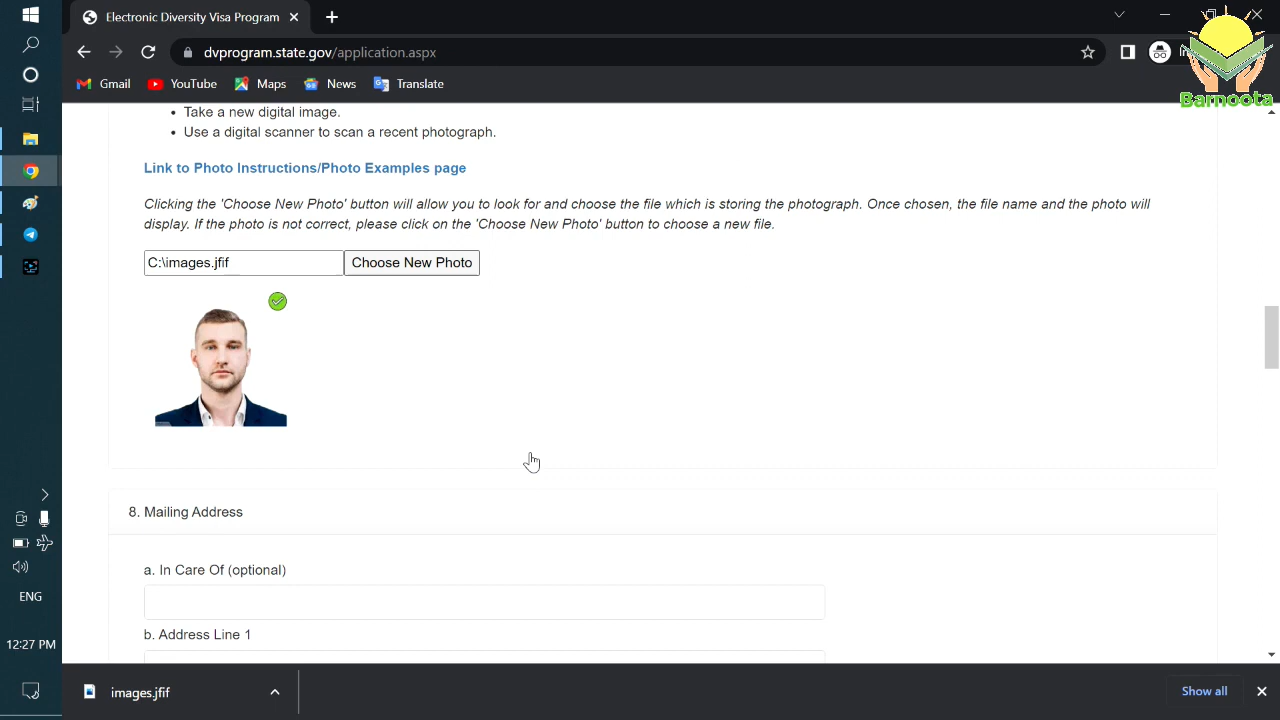 Electronic Diversity Visa Program
dvprogram.state.gov/application.aspx
Gmail
YouTube
Maps
News
Translate
Barnoota
• Take a new digital image.
• Use a digital scanner to scan a recent photograph.
Link to Photo Instructions/Photo Examples page
Clicking the 'Choose New Photo' button will allow you to look for and choose the file which is storing the photograph. Once chosen, the file name and the photo will
display. If the photo is not correct, please click on the 'Choose New Photo' button to choose a new file.
C:\images.jfif
Choose New Photo
8. Mailing Address
a. In Care Of (optional)
b. Address Line 1
ENG
12:27 PM
images.jfif
Show all